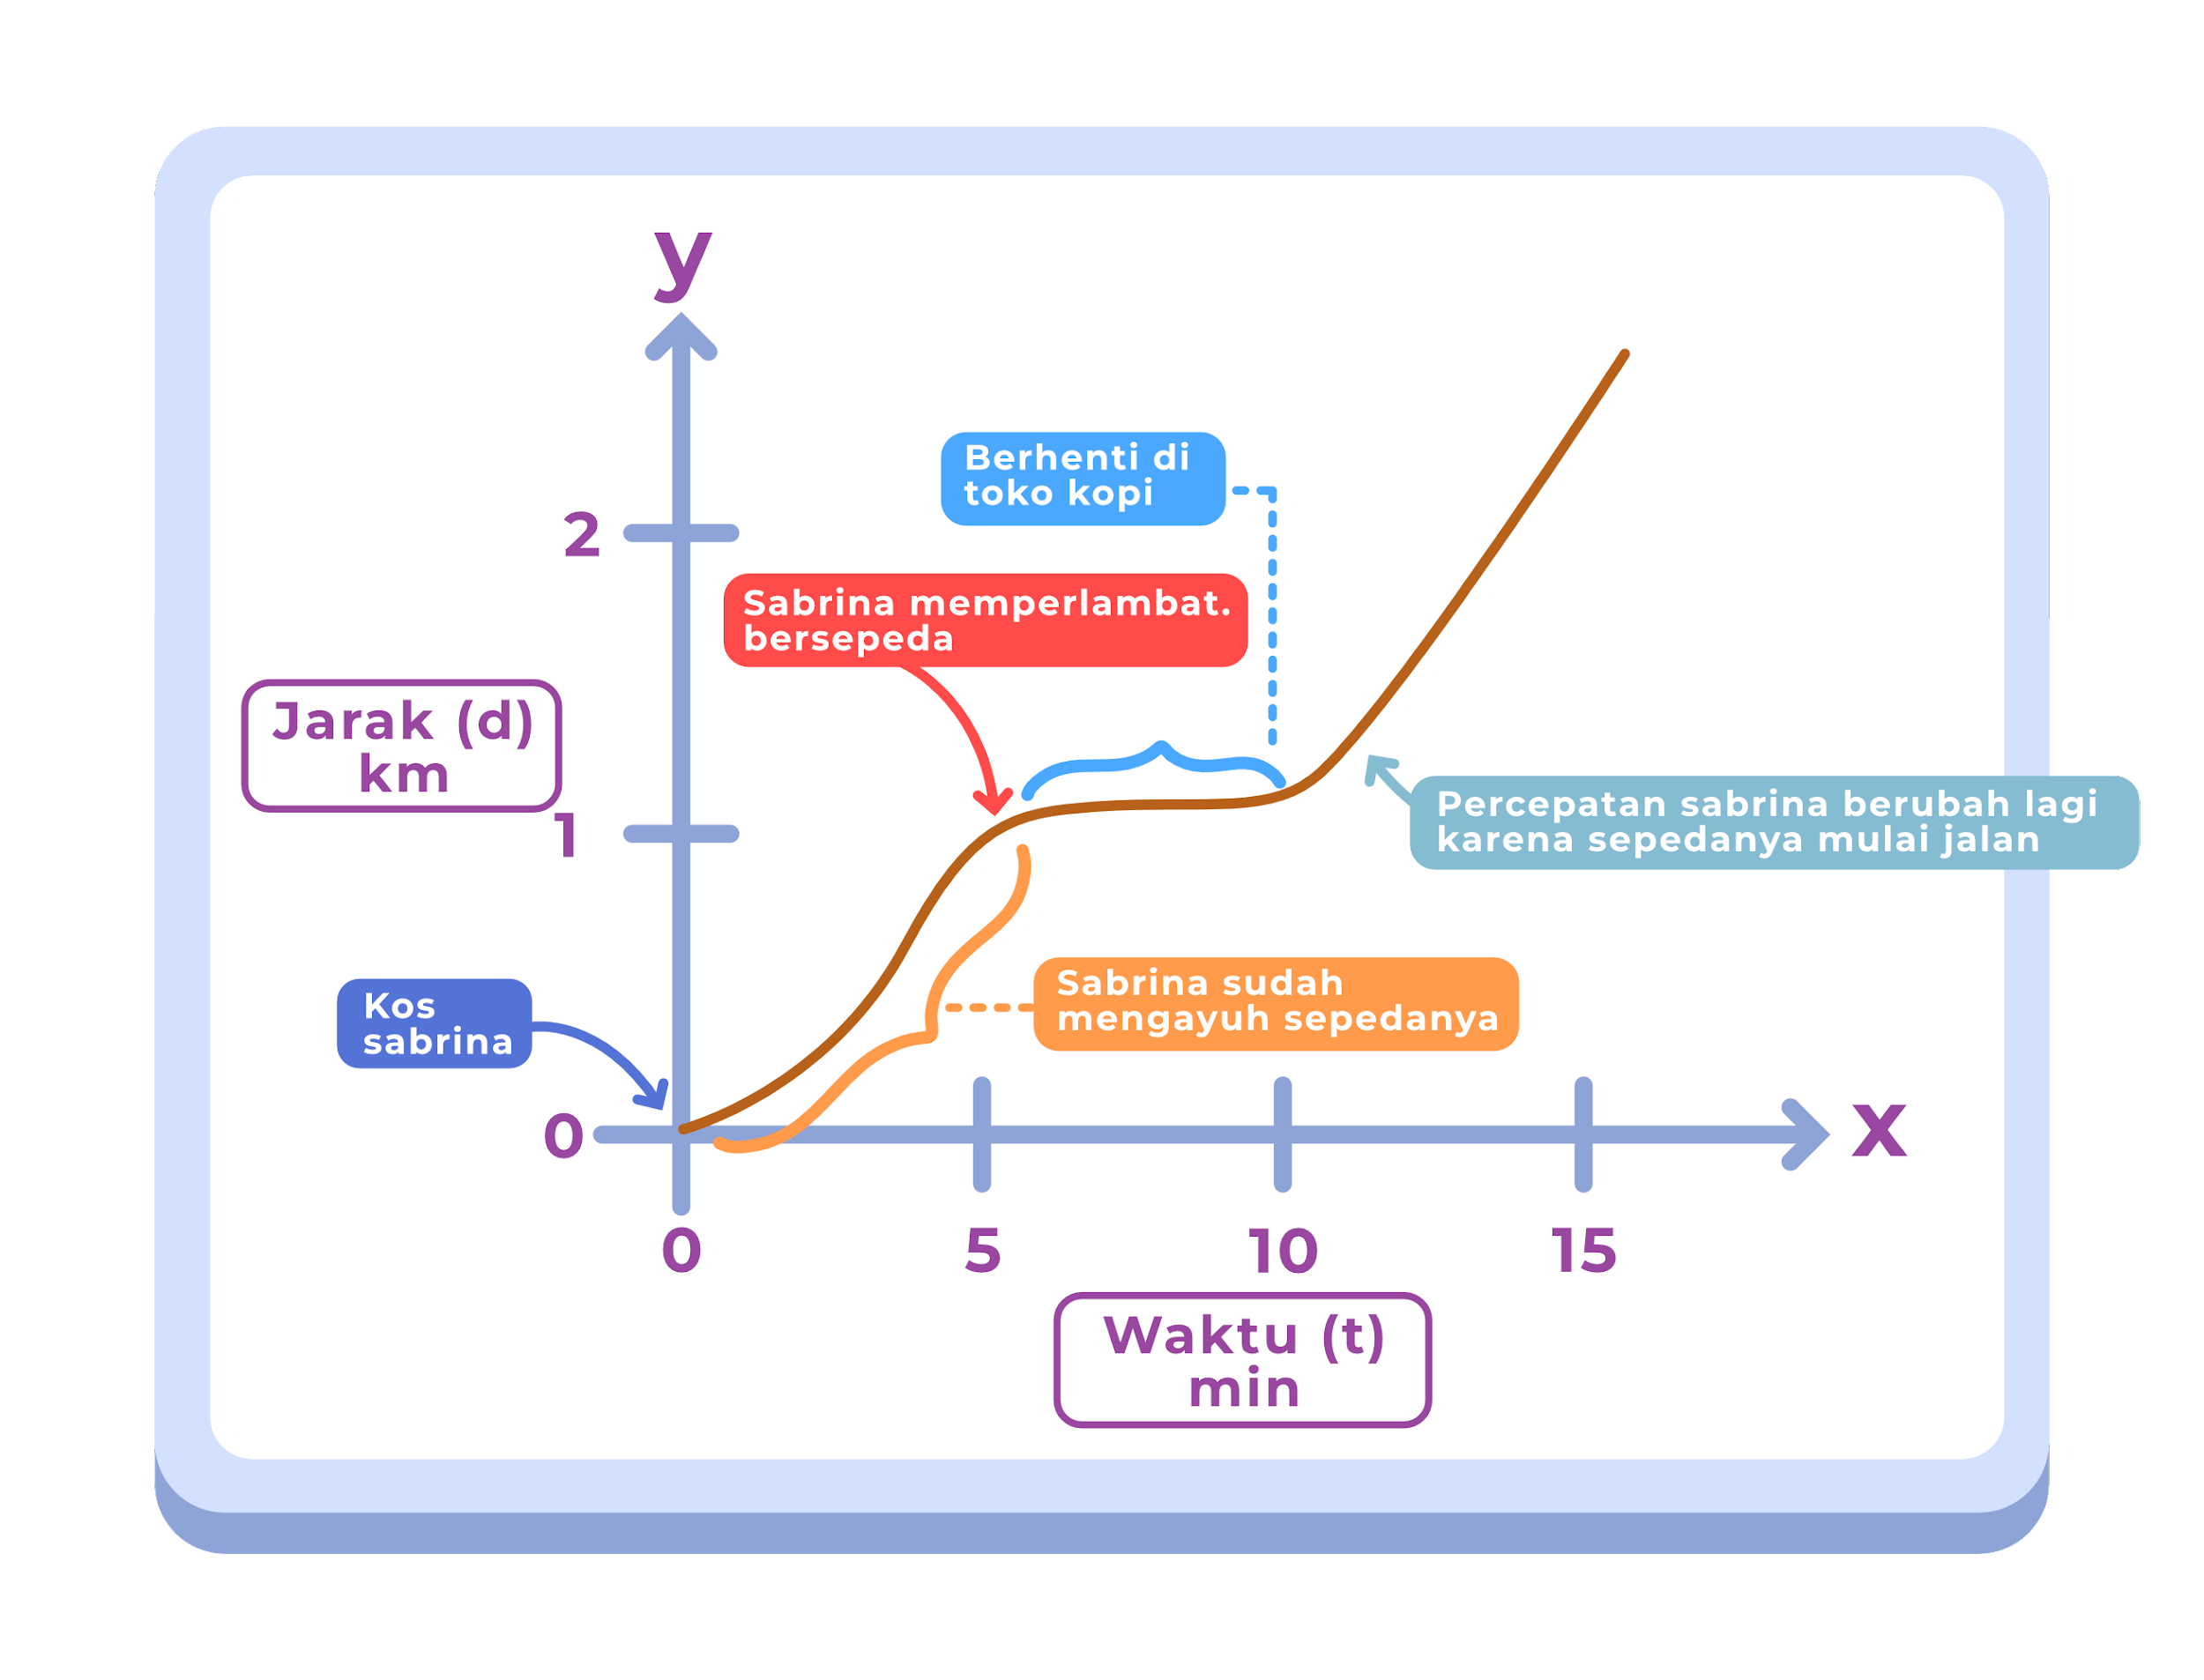 y
Berhenti di
toko kopi
2
Sabrina memperlambat.
bersepeda
Jarak (d)
km
1
Percepatan sabrina berubah lagi
karena sepedanya mulai jalan
Sabrina sudah
mengayuh sepedanya
Kos
sabrina
0
x
0
5
10
15
Waktu (t)
min